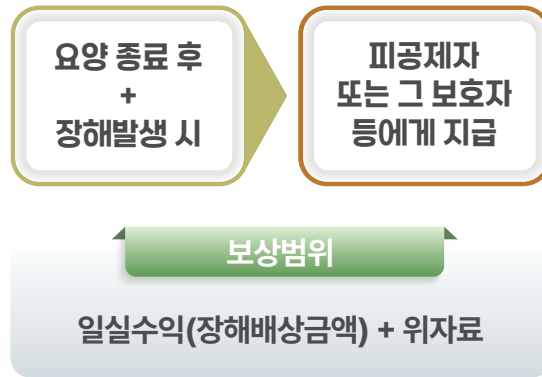 요양 종료 후
+
장해발생 시
피공제자
또는 그 보호자
등에게 지급
보상범위
일실수익(장해배상금액) + 위자료